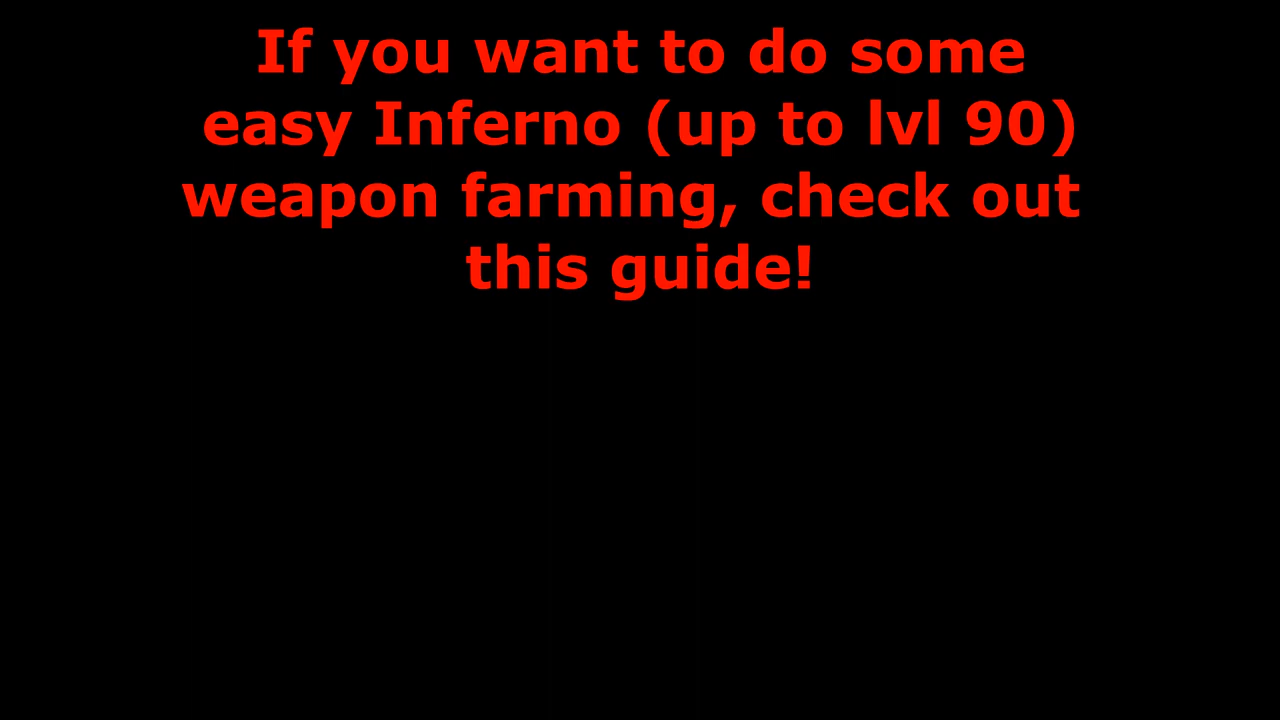 If you want to do some
easy Inferno (up to lvl 90)
weapon farming, check out
this guide!